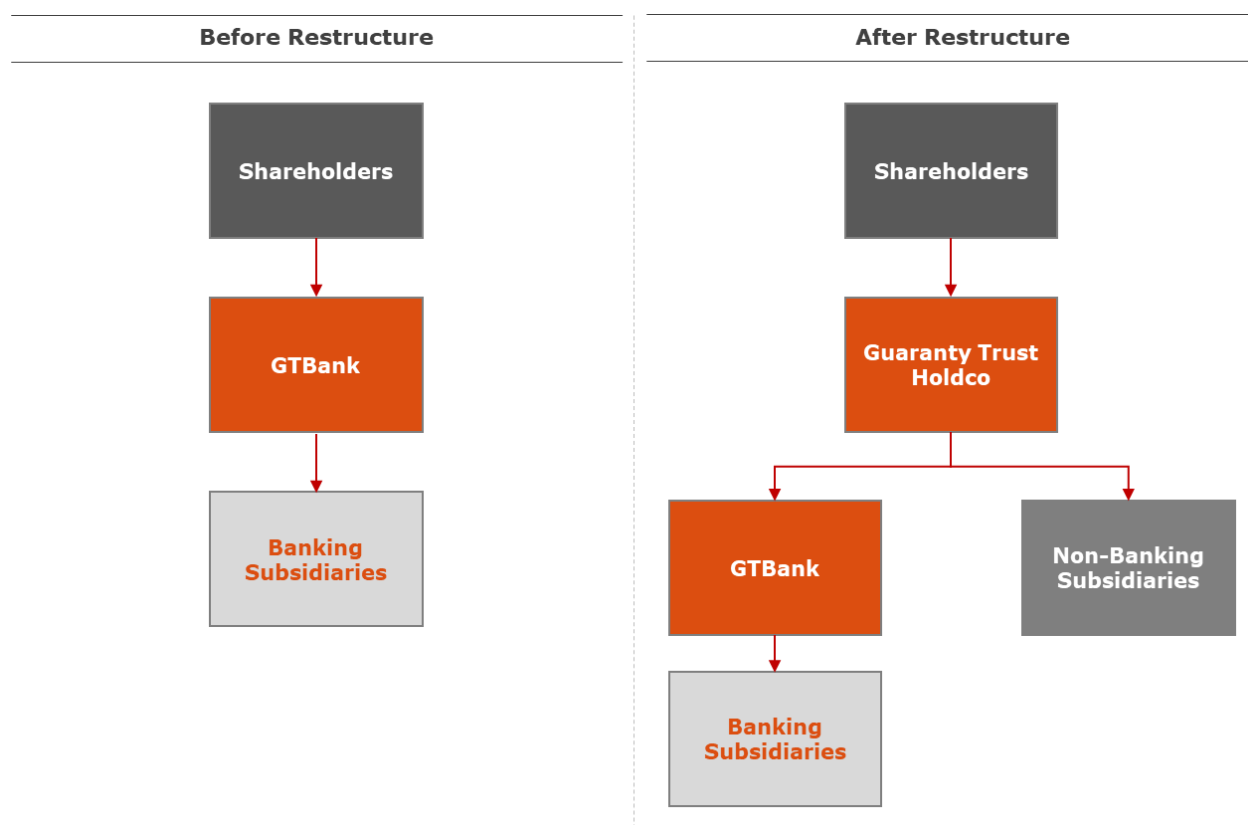 Before Restructure
Shareholders
GTBank
Banking
Subsidiaries
After Restructure
Shareholders
Guaranty Trust
Holdco
GTBank
Non-Banking
Subsidiaries
Banking
Subsidiaries